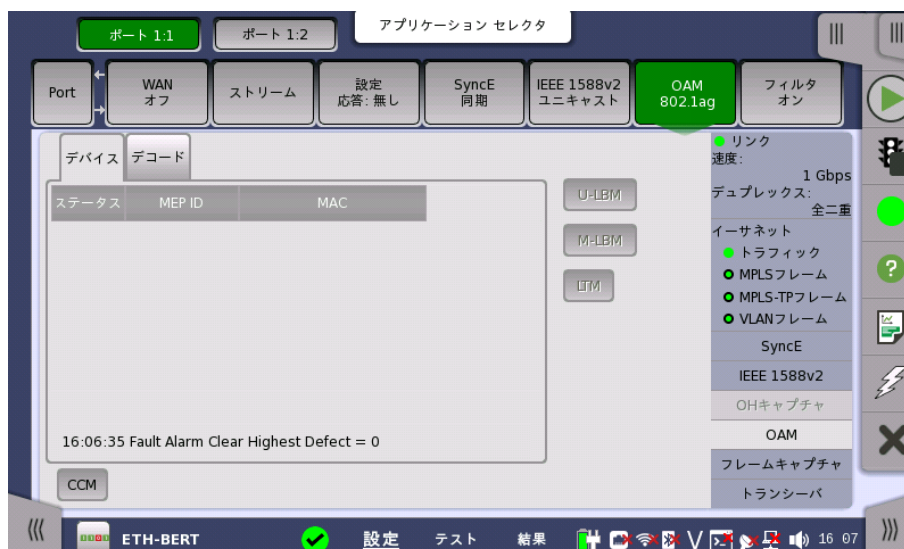 アプリケーション セレクタ
ポート 1:1
ポート 1:2
Port
WAN
オフ
ストリーム
設定
応答: 無し
SyncE
同期
IEEE 1588v2
ユニキャスト
OAM
802.1ag
フィルタ
オン
デバイス
デコード
ステータス
MEP ID
MAC
U-LBM
M-LBM
LTM
16:06:35 Fault Alarm Clear Highest Defect = 0
CCM
リンク
速度:
1 Gbps
デュプレックス:
全二重
イーサネット
トラフィック
MPLSフレーム
MPLS-TPフレーム
VLANフレーム
SyncE
IEEE 1588v2
OHキャプチャ
OAM
フレームキャプチャ
トランシーバ
ETH-BERT
設定
テスト
結果
16 07